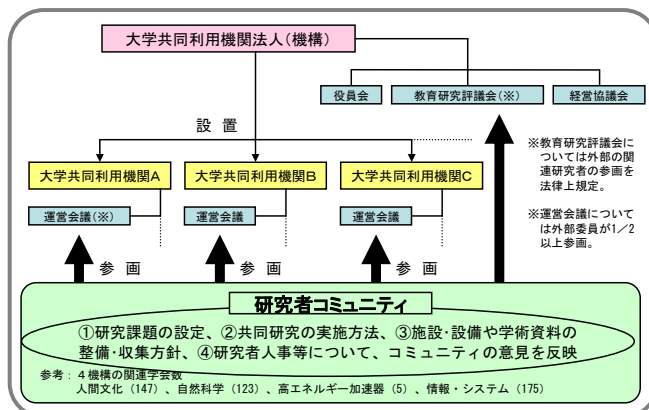 大学共同利用機関法人(機構)
役員会
教育研究評議会(※)
経営協議会
設 置
大学共同利用機関A
大学共同利用機関B
大学共同利用機関C
運営会議(※)
運営会議
運営会議
※教育研究評議会に
ついては外部の関
連研究者の参画を
法律上規定。
※運営会議について
は外部委員が1/2
以上参画。
参 画
参 画
参 画
研究者コミュニティ
①研究課題の設定、②共同研究の実施方法、③施設・設備や学術資料の
整備・収集方針、④研究者人事等について、コミュニティの意見を反映
参考:4機構の関連学会数
人間文化(147)、自然科学(123)、高エネルギー加速器(5)、情報・システム(175)